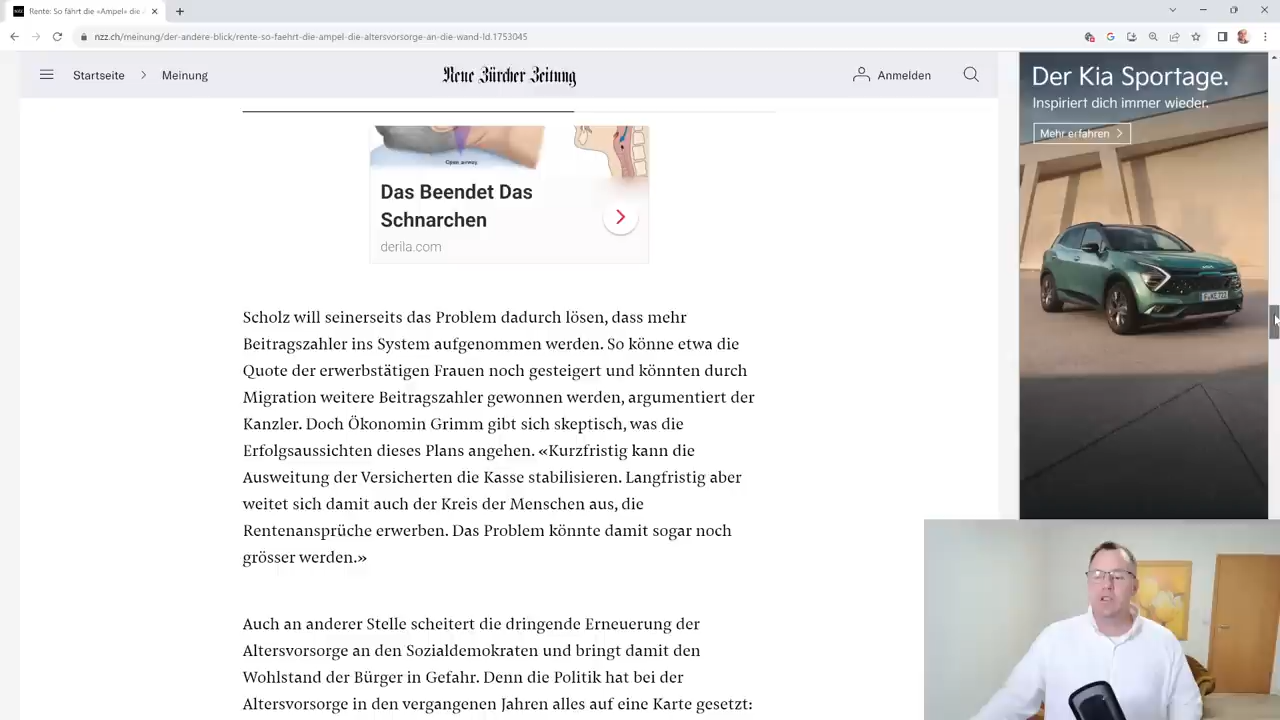 nzz
Rente: So fährt die «Ampel» die A
nzz.ch/meinung/der-andere-blick/rente-so-faehrt-die-ampel-die-altersvorsorge-an-die-wand-ld.1753045
Startseite > Meinung
Neue Zürcher Zeitung
Anmelden
Der Kia Sportage.
Inspiriert dich immer wieder.
Mehr erfahren
Open airway
Das Beendet Das
Schnarchen
derila.com
Scholz will seinerseits das Problem dadurch lösen, dass mehr
Beitragszahler ins System aufgenommen werden. So könne etwa die
Quote der erwerbstätigen Frauen noch gesteigert und könnten durch
Migration weitere Beitragszahler gewonnen werden, argumentiert der
Kanzler. Doch Ökonomin Grimm gibt sich skeptisch, was die
Erfolgsaussichten dieses Plans angehen. «Kurzfristig kann die
Ausweitung der Versicherten die Kasse stabilisieren. Langfristig aber
weitet sich damit auch der Kreis der Menschen aus, die
Rentenansprüche erwerben. Das Problem könnte damit sogar noch
grösser werden.»
Auch an anderer Stelle scheitert die dringende Erneuerung der
Altersvorsorge an den Sozialdemokraten und bringt damit den
Wohlstand der Bürger in Gefahr. Denn die Politik hat bei der
Altersvorsorge in den vergangenen Jahren alles auf eine Karte gesetzt: